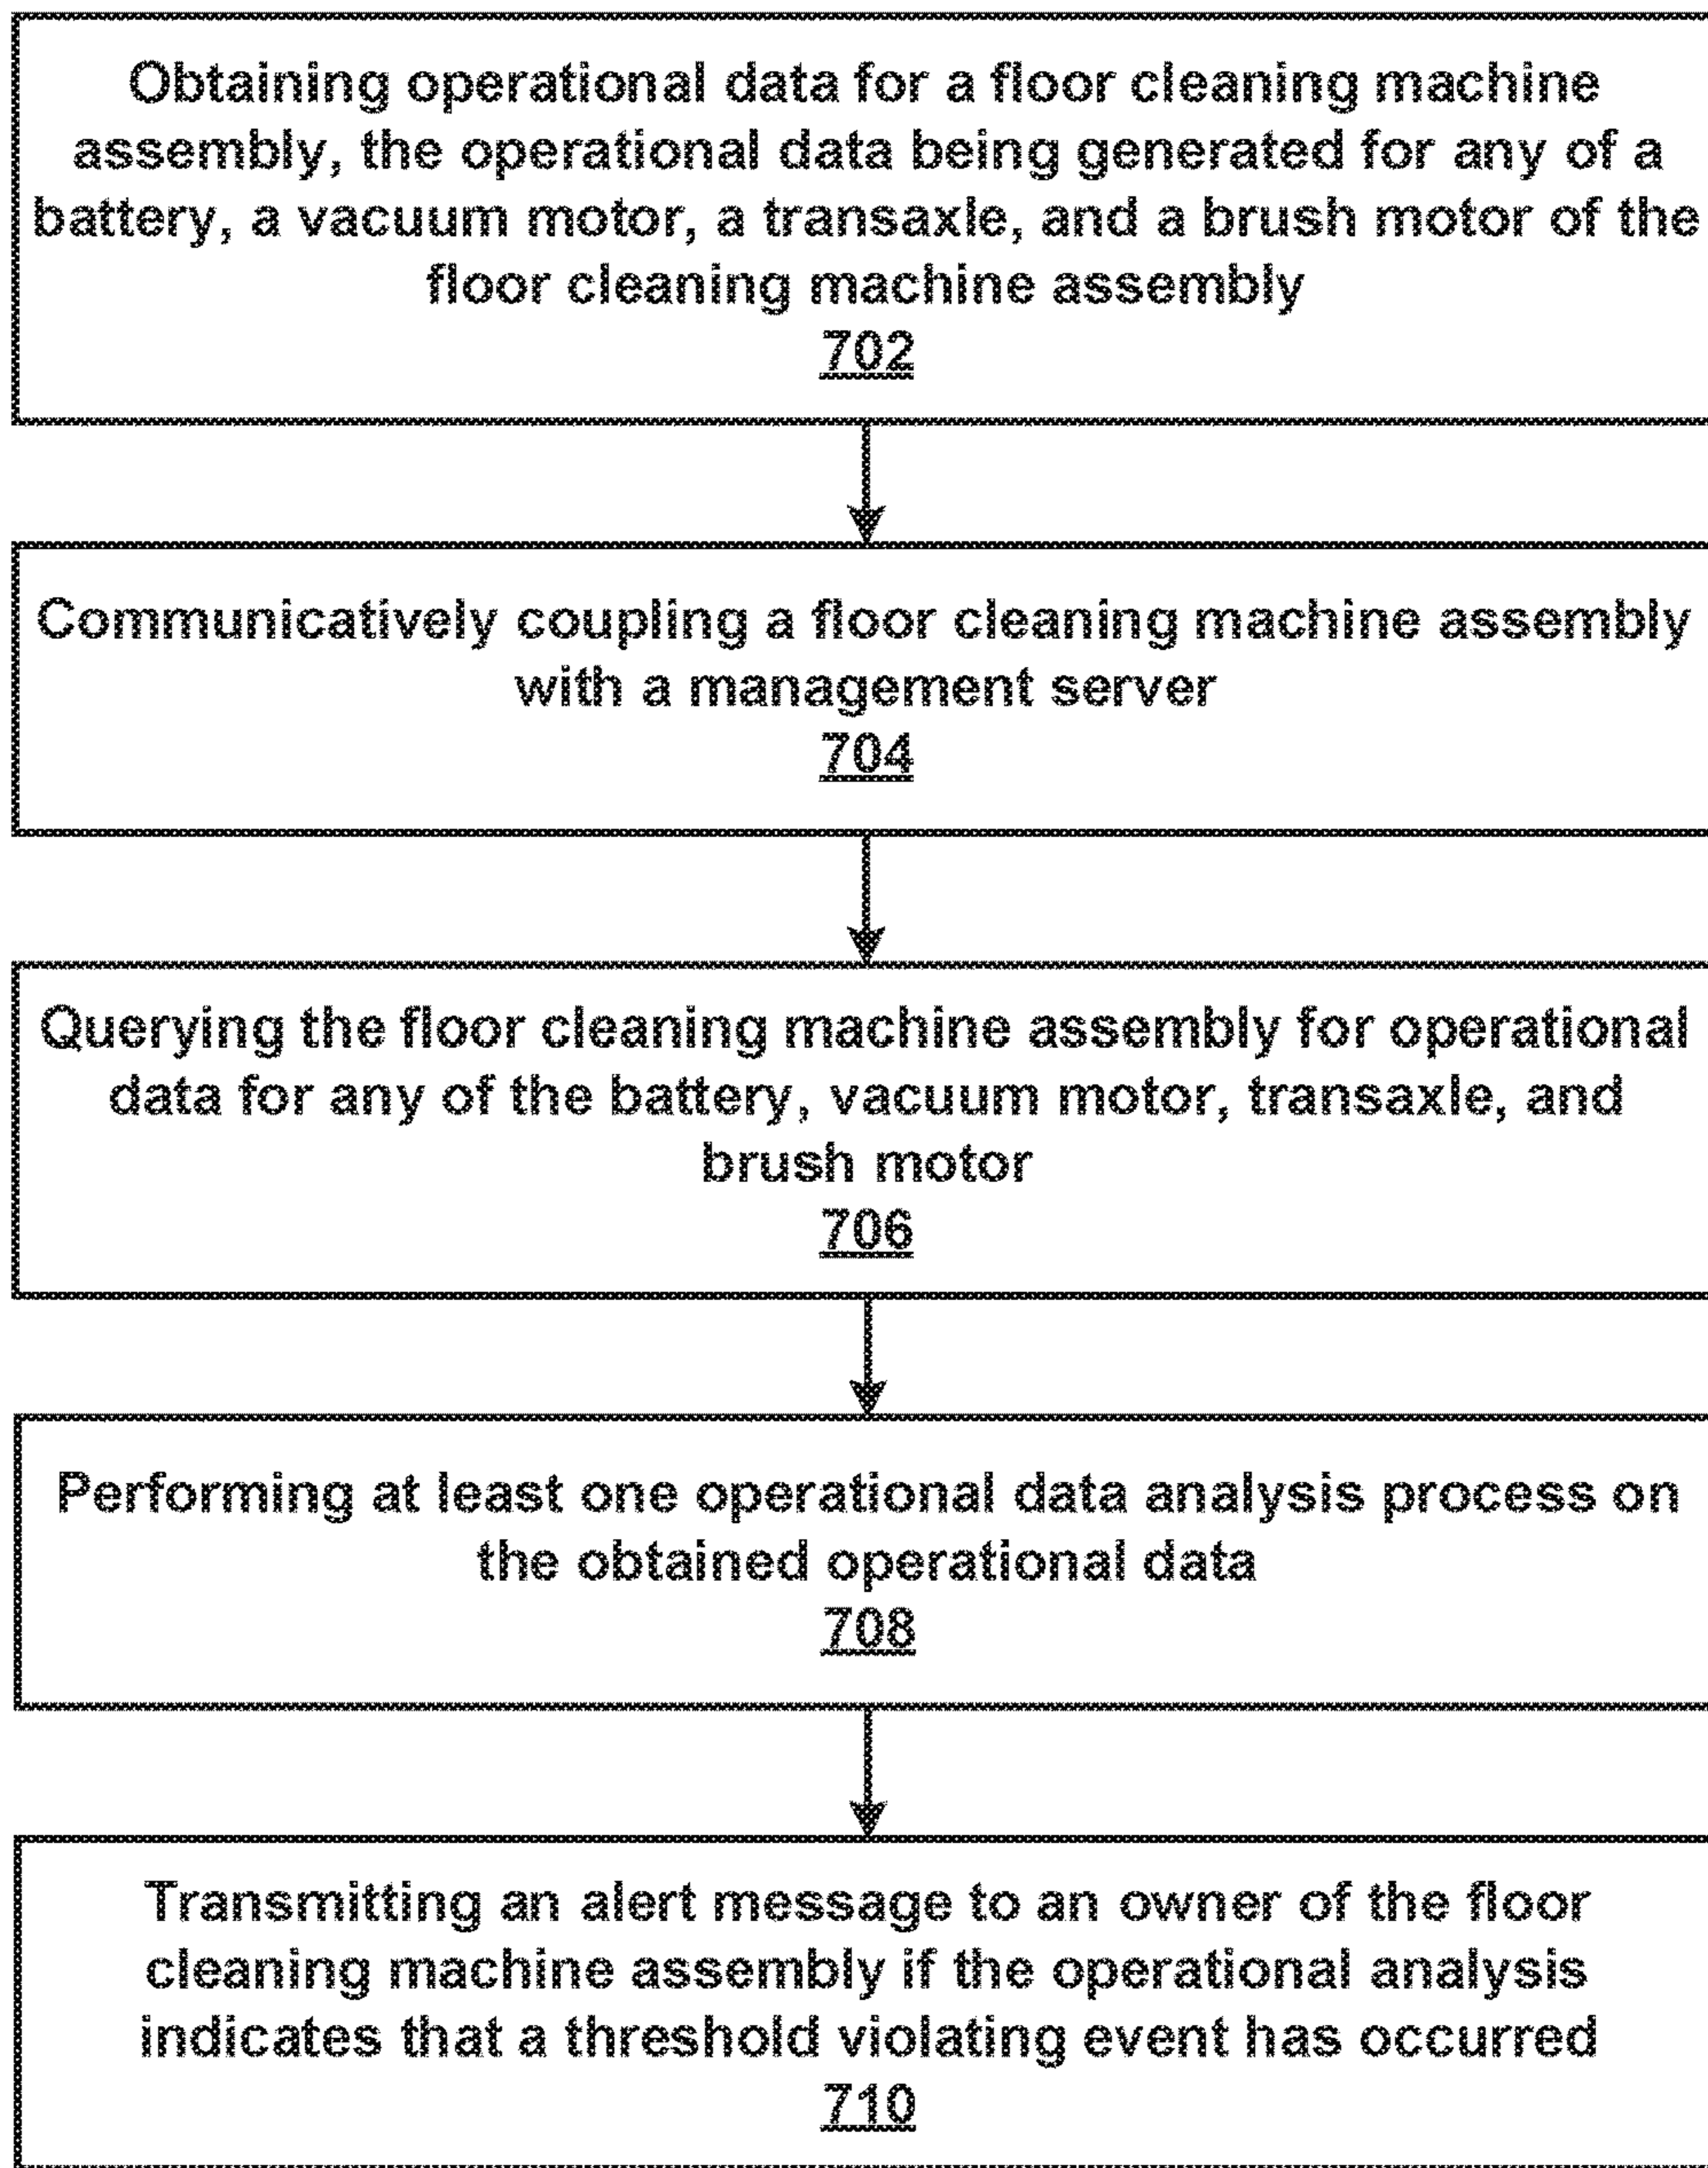 Obtaining operational data for a floor cleaning machine
assembly, the operational data being generated for any of a
battery, a vacuum motor, a transaxle, and a brush motor of the
floor cleaning machine assembly
702
Communicatively coupling a floor cleaning machine assembly
with a management server
704
Querying the floor cleaning machine assembly for operational
data for any of the battery, vacuum motor, transaxle, and
brush motor
706
Performing at least one operational data analysis process on
the obtained operational data
708
Transmitting an alert message to an owner of the floor
cleaning machine assembly if the operational analysis
indicates that a threshold violating event has occurred
710